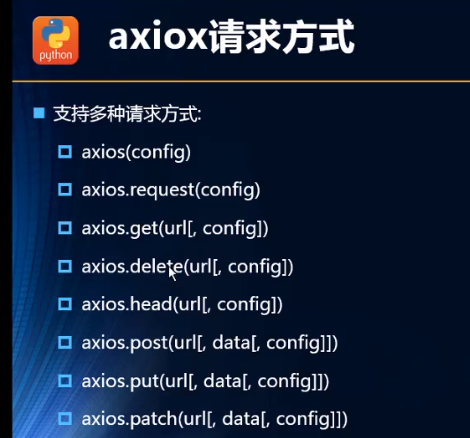 python
axiox请求方式
支持多种请求方式:
axios(config)
axios.request(config)
axios.get(url[, config])
axios.delete(url[, config])
axios.head(url[, config])
axios.post(url[, data[, config]])
axios.put(url[, data[, config]])
axios.patch(url[, data[, config]])